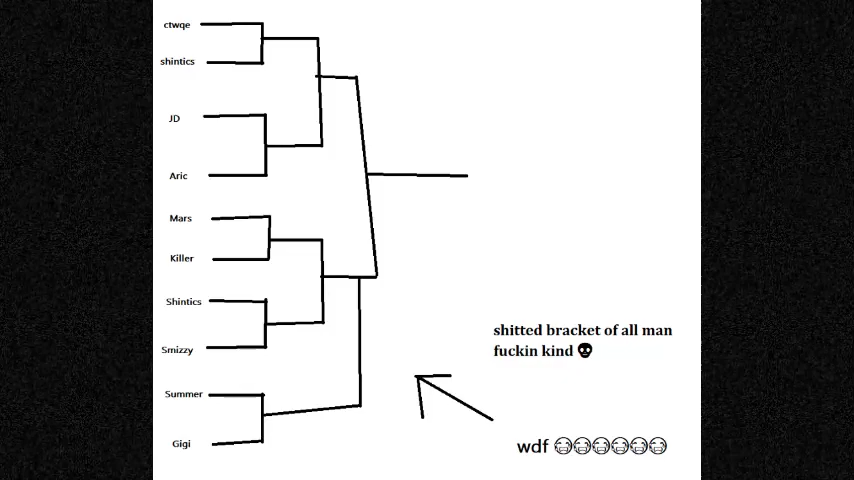 ctwqe
shintics
JD
Aric
Mars
Killer
Shintics
Smizzy
Summer
Gigi
shitted bracket of all man
fuckin kind 💀
wdf 😂😂😂😂😂😂